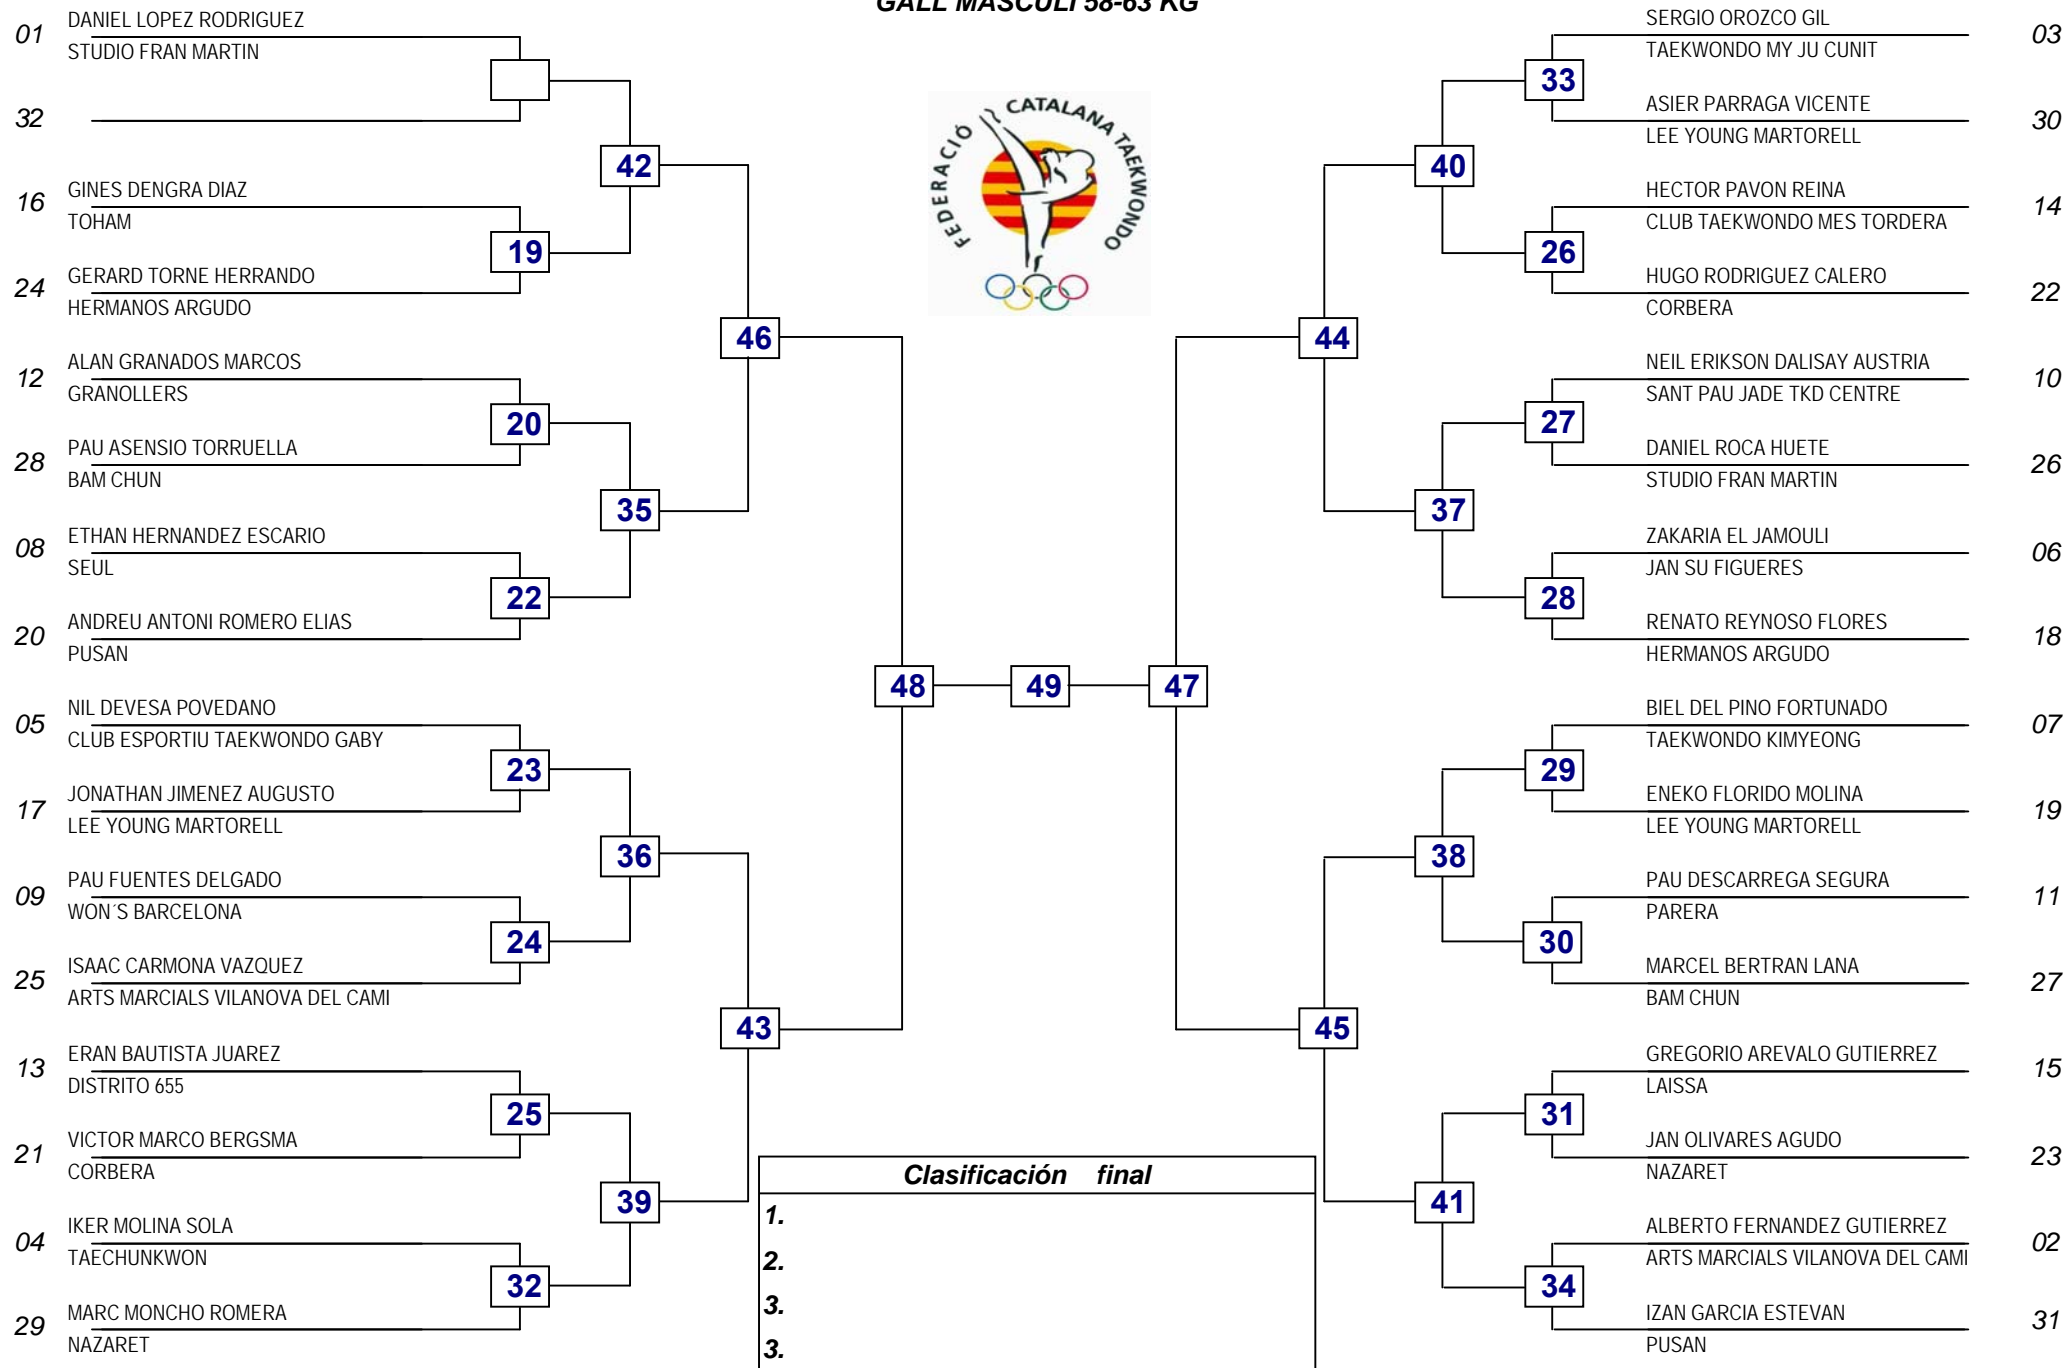 GALL MASCULI 58-63 KG
01 DANIEL LOPEZ RODRIGUEZ
STUDIO FRAN MARTIN
32
42
16 GINES DENGRA DIAZ
TOHAM
19
24 GERARD TORNE HERRANDO
HERMANOS ARGUDO
46
12 ALAN GRANADOS MARCOS
GRANOLLERS
20
28 PAU ASENSIO TORRUELLA
BAM CHUN
35
08 ETHAN HERNANDEZ ESCARIO
SEUL
22
20 ANDREU ANTONI ROMERO ELIAS
PUSAN
05 NIL DEVESA POVEDANO
CLUB ESPORTIU TAEKWONDO GABY
23
17 JONATHAN JIMENEZ AUGUSTO
LEE YOUNG MARTORELL
36
09 PAU FUENTES DELGADO
WON´S BARCELONA
24
25 ISAAC CARMONA VAZQUEZ
ARTS MARCIALS VILANOVA DEL CAMI
43
13 ERAN BAUTISTA JUAREZ
DISTRITO 655
25
21 VICTOR MARCO BERGSMA
CORBERA
39
04 IKER MOLINA SOLA
TAECHUNKWON
32
29 MARC MONCHO ROMERA
NAZARET
FEDERACIÓ CATALANA TAEKWONDO
48 49 47
SERGIO OROZCO GIL 03
TAEKWONDO MY JU CUNIT
33
ASIER PARRAGA VICENTE 30
LEE YOUNG MARTORELL
40
HECTOR PAVON REINA 14
CLUB TAEKWONDO MES TORDERA
26
HUGO RODRIGUEZ CALERO 22
CORBERA
44
NEIL ERIKSON DALISAY AUSTRIA 10
SANT PAU JADE TKD CENTRE
27
DANIEL ROCA HUETE 26
STUDIO FRAN MARTIN
37
ZAKARIA EL JAMOULI 06
JAN SU FIGUERES
28
RENATO REYNOSO FLORES 18
HERMANOS ARGUDO
BIEL DEL PINO FORTUNADO 07
TAEKWONDO KIMYEONG
29
ENEKO FLORIDO MOLINA 19
LEE YOUNG MARTORELL
38
PAU DESCARREGA SEGURA 11
PARERA
30
MARCEL BERTRAN LANA 27
BAM CHUN
45
GREGORIO AREVALO GUTIERREZ 15
LAISSA
31
JAN OLIVARES AGUDO 23
NAZARET
41
ALBERTO FERNANDEZ GUTIERREZ 02
ARTS MARCIALS VILANOVA DEL CAMI
34
IZAN GARCIA ESTEVAN 31
PUSAN
Clasificación final
1.
2.
3.
3.